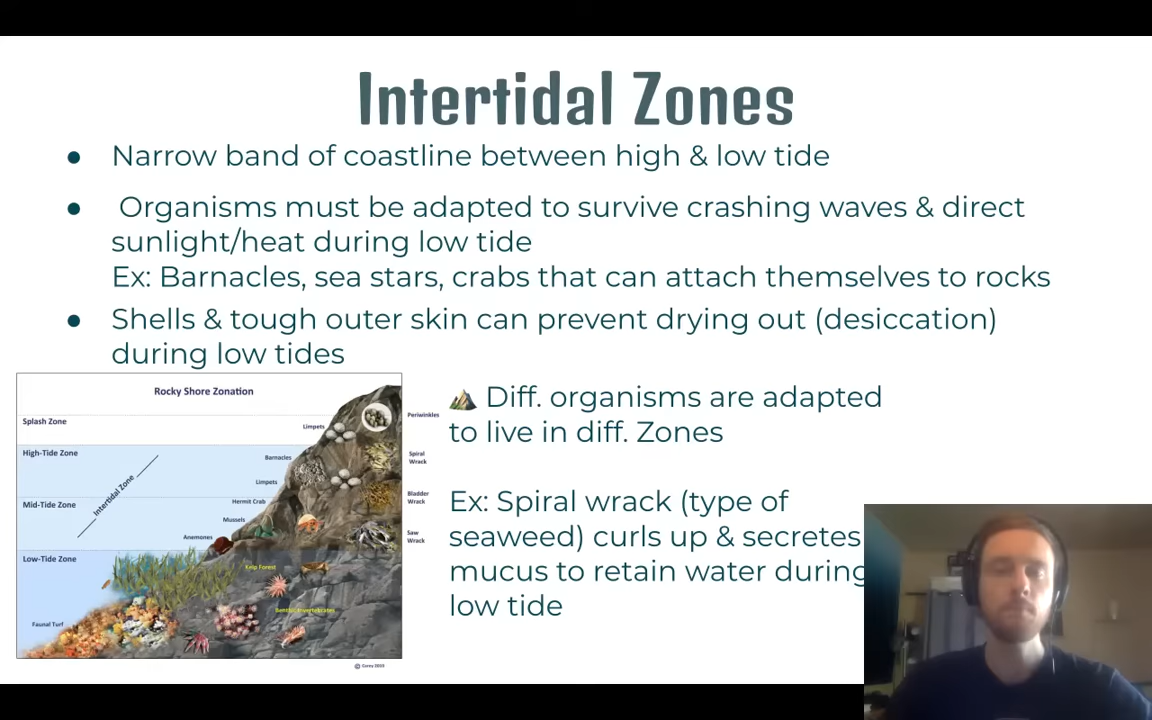 Intertidal Zones
● Narrow band of coastline between high & low tide
● Organisms must be adapted to survive crashing waves & direct
sunlight/heat during low tide
Ex: Barnacles, sea stars, crabs that can attach themselves to rocks
● Shells & tough outer skin can prevent drying out (desiccation)
during low tides
Rocky Shore Zonation
Splash Zone
High-Tide Zone
Intertidal Zone
Mid-Tide Zone
Low-Tide Zone
Faunal Turf
Limpets
Barnacles
Limpets
Hermit Crab
Mussels
Anemones
Kelp Forest
Benthic Invertebrates
Periwinkles
Spiral
Wrack
Bladder
Wrack
Saw
Wrack
Diff. organisms are adapted
to live in diff. Zones
Ex: Spiral wrack (type of
seaweed) curls up & secretes
mucus to retain water during
low tide